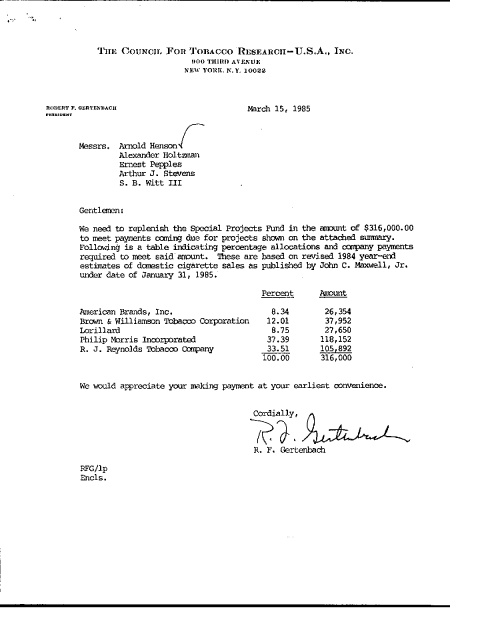 THE COUNCIL FOR TOBACCO RESEARCH–U.S.A., INC.
900 THIRD AVENUE
NEW YORK, N.Y. 10022
ROBERT F. GERTENBACH
PRESIDENT
March 15, 1985
Messrs. Arnold Henson
Alexander Holtzman
Ernest Pepples
Arthur J. Stevens
S. B. Witt III
Gentlemen:
We need to replenish the Special Projects Fund in the amount of $316,000.00
to meet payments coming due for projects shown on the attached summary.
Following is a table indicating percentage allocations and company payments
required to meet said amount. These are based on revised 1984 year-end
estimates of domestic cigarette sales as published by John C. Maxwell, Jr.
under date of January 31, 1985.
Percent Amount
American Brands, Inc. 8.34 26,354
Brown & Williamson Tobacco Corporation 12.01 37,952
Lorillard 8.75 27,650
Philip Morris Incorporated 37.39 118,152
R. J. Reynolds Tobacco Company 33.51 105,892
100.00 316,000
We would appreciate your making payment at your earliest convenience.
Cordially,
R. F. Gertenbach
R. F. Gertenbach
RFG/lp
Encls.